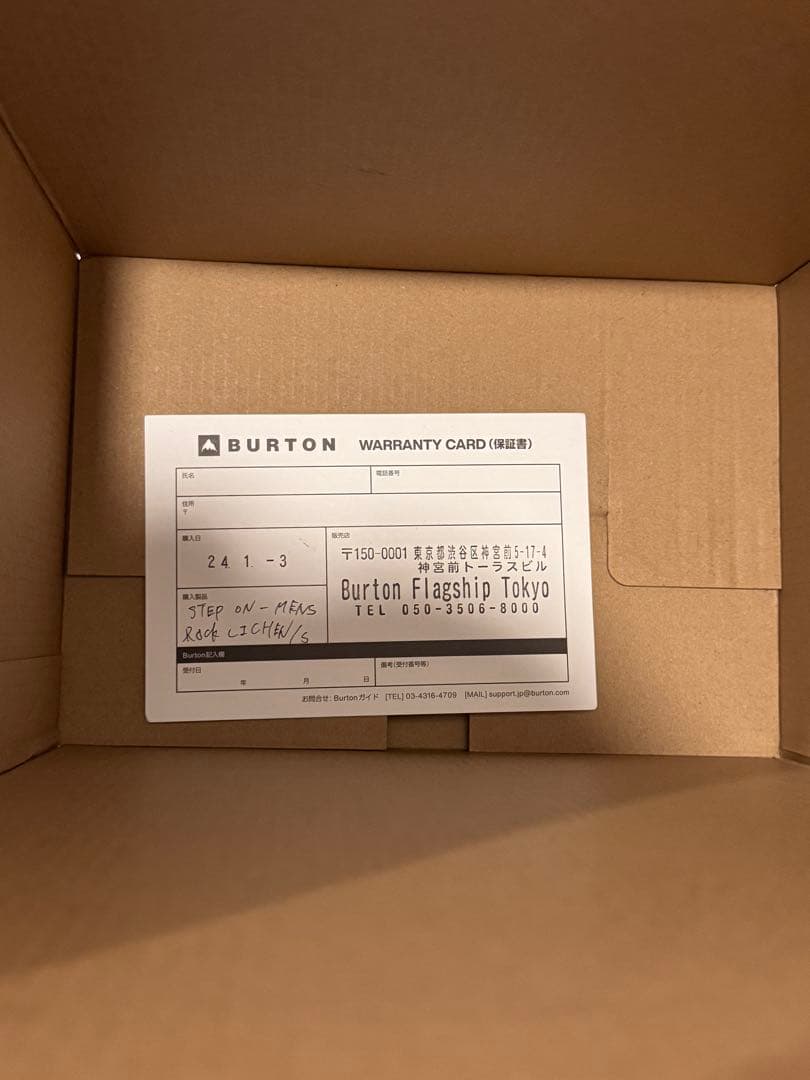 BURTON WARRANTY CARD（保証書）
氏名
電話番号
住所
〒
購入日
24. 1. -3
販売店
〒150-0001 東京都渋谷区神宮前5-17-4
神宮前トーラスビル
Burton Flagship Tokyo
TEL 050-3506-8000
購入製品
STEP ON - MENS
Rock LICHEN/S
Burton記入欄
受付日
年 月 日
備考(受付番号等)
お問合せ: Burtonガイド [TEL] 03-4316-4709 [MAIL] support.jp@burton.com